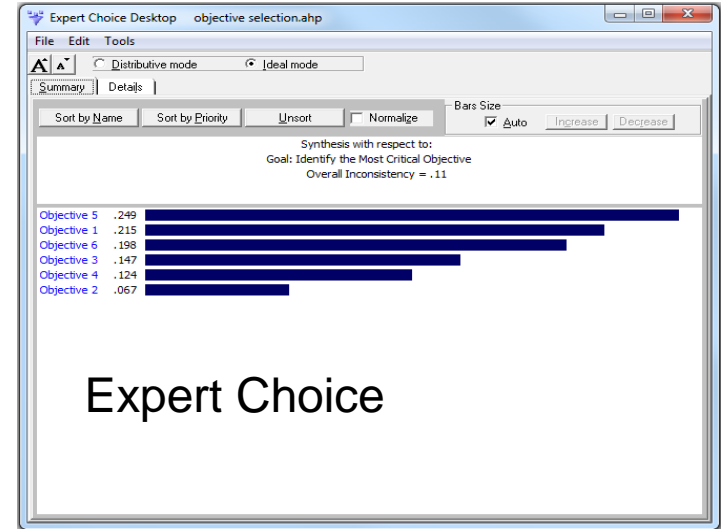 Expert Choice Desktop objective selection.ahp
File Edit Tools
A A Distributive mode Ideal mode
Summary Details
Sort by Name Sort by Priority Unsort Normalize Bars Size Auto Increase Decrease
Synthesis with respect to:
Goal: Identify the Most Critical Objective
Overall Inconsistency = .11
Objective 5 .249
Objective 1 .215
Objective 6 .198
Objective 3 .147
Objective 4 .124
Objective 2 .067
Expert Choice